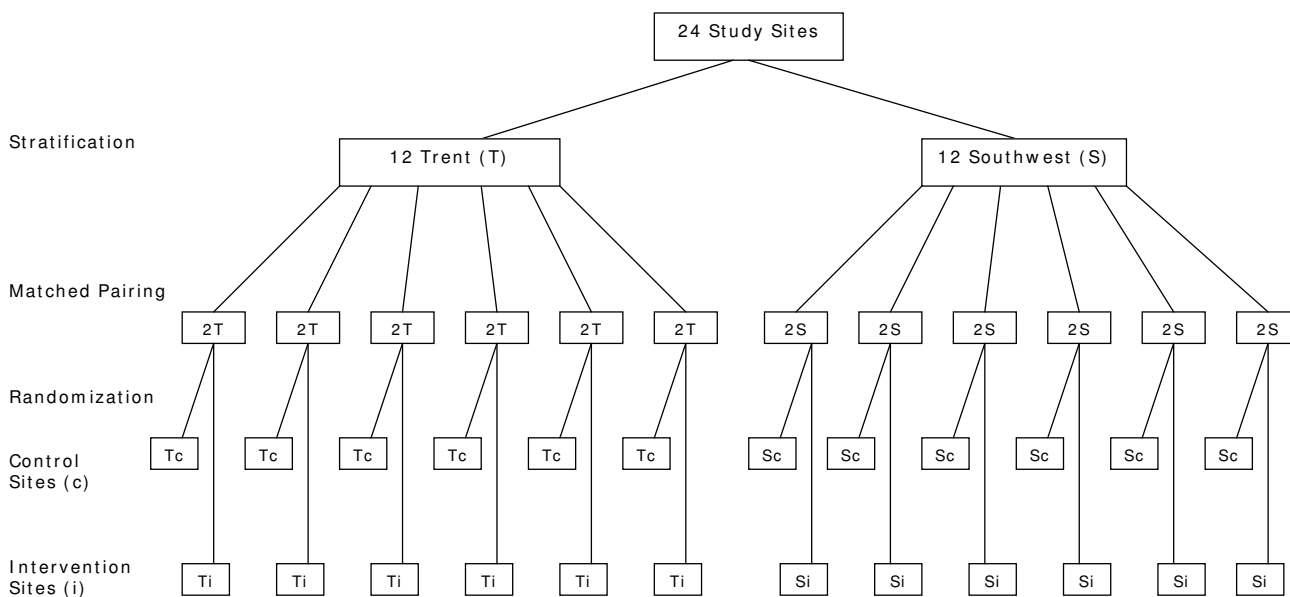 24 Study Sites
Stratification
12 Trent (T) 12 Southwest (S)
Matched Pairing
2T 2T 2T 2T 2T 2T 2S 2S 2S 2S 2S 2S
Randomization
Control
Sites (c)
Tc Tc Tc Tc Tc Tc Sc Sc Sc Sc Sc Sc
Intervention
Sites (i)
Ti Ti Ti Ti Ti Ti Si Si Si Si Si Si